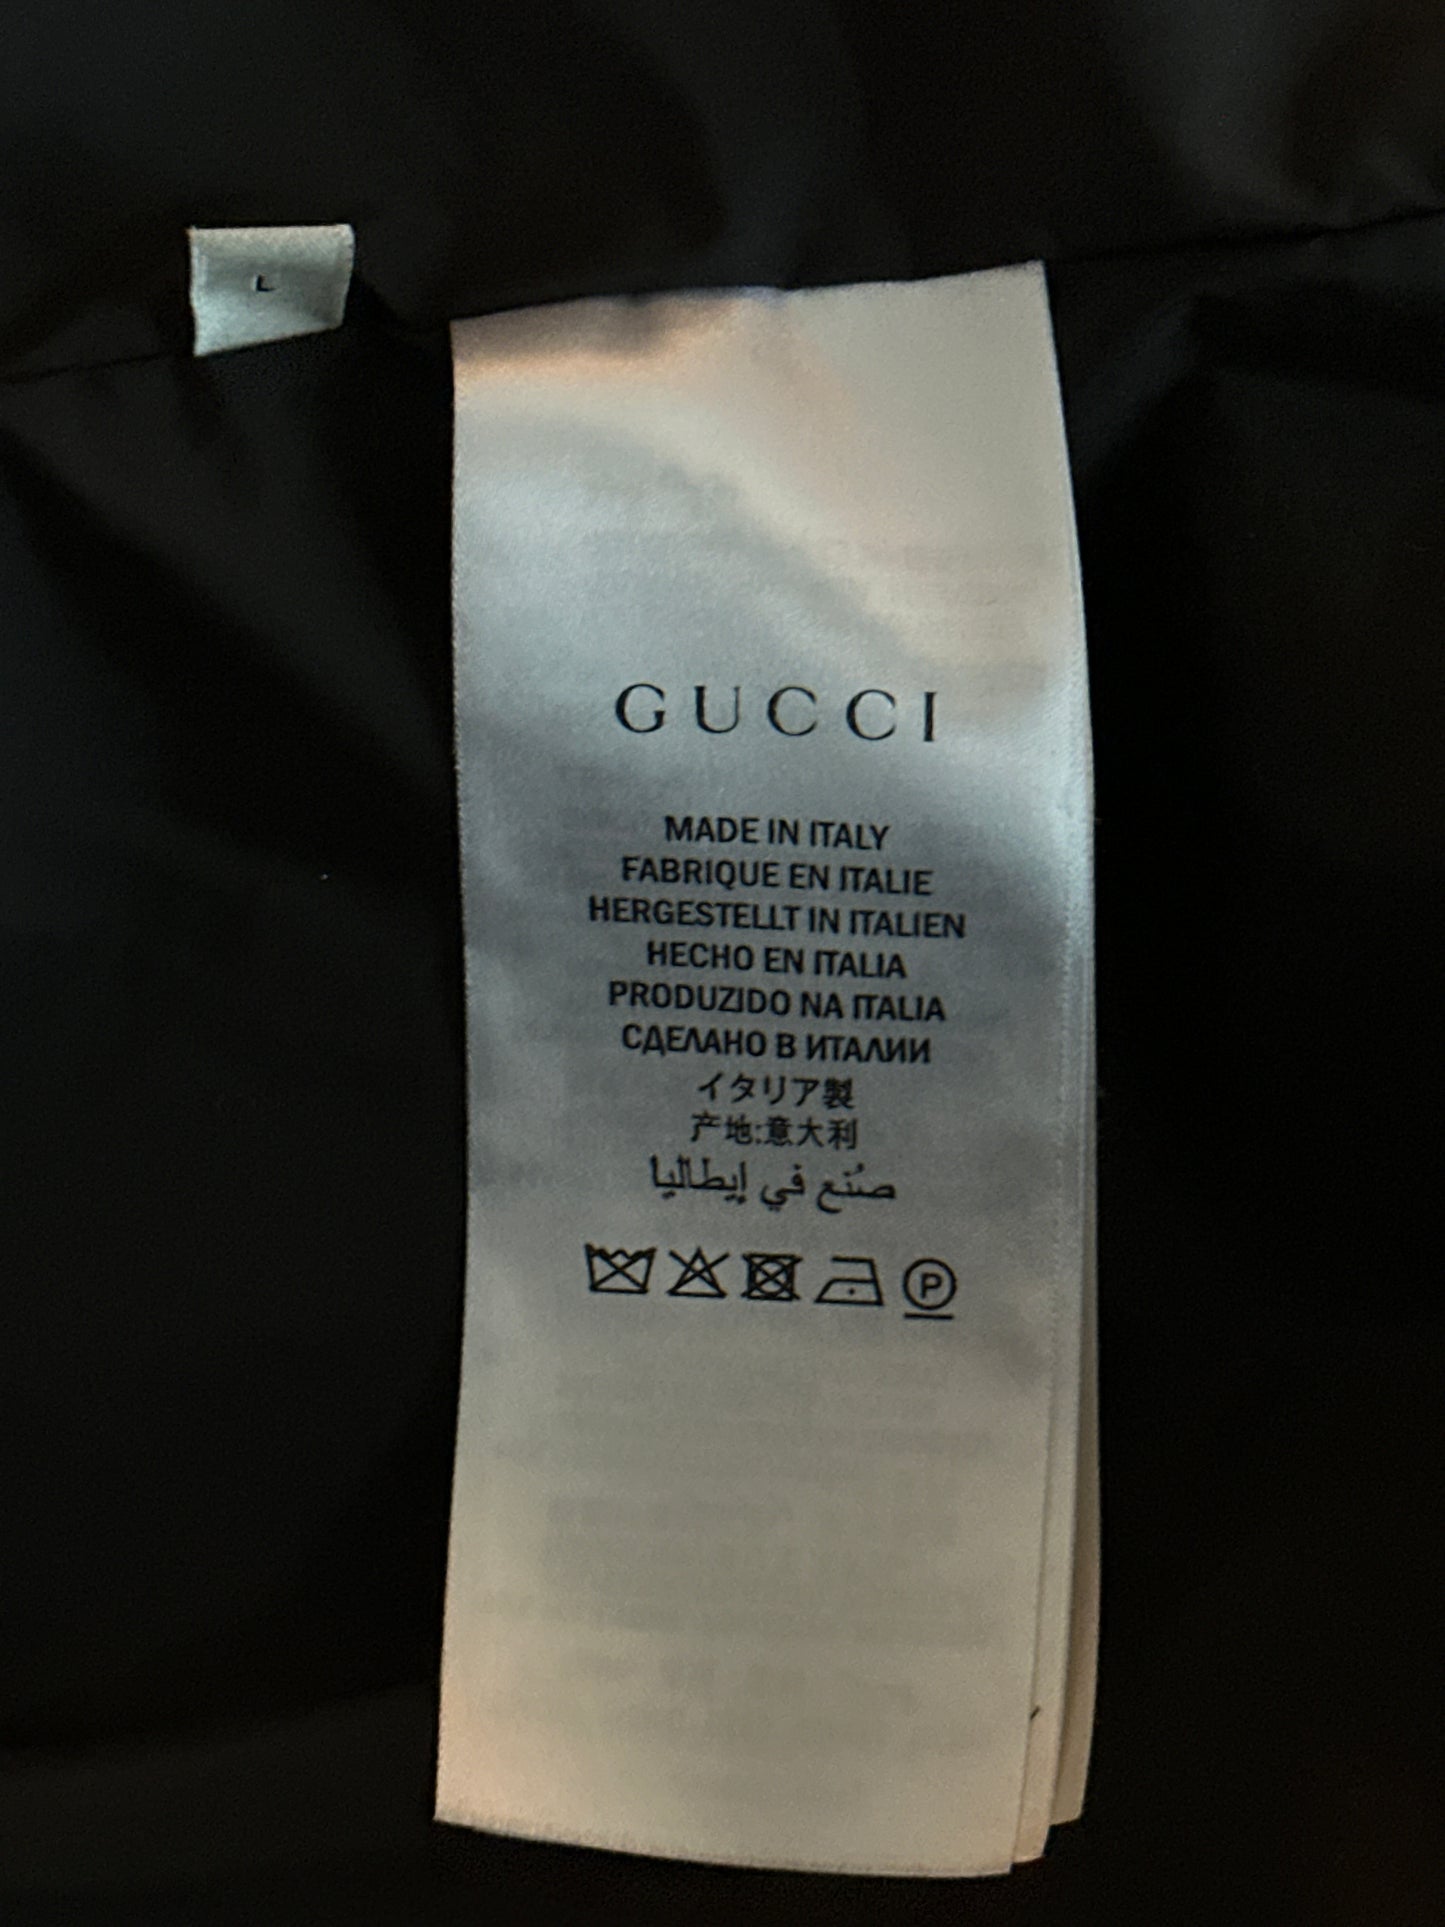 L
GUCCI
MADE IN ITALY
FABRIQUE EN ITALIE
HERGESTELLT IN ITALIEN
HECHO EN ITALIA
PRODUZIDO NA ITALIA
СДЕЛАНО В ИТАЛИИ
イタリア製
产地:意大利
صُنع في إيطاليا
P